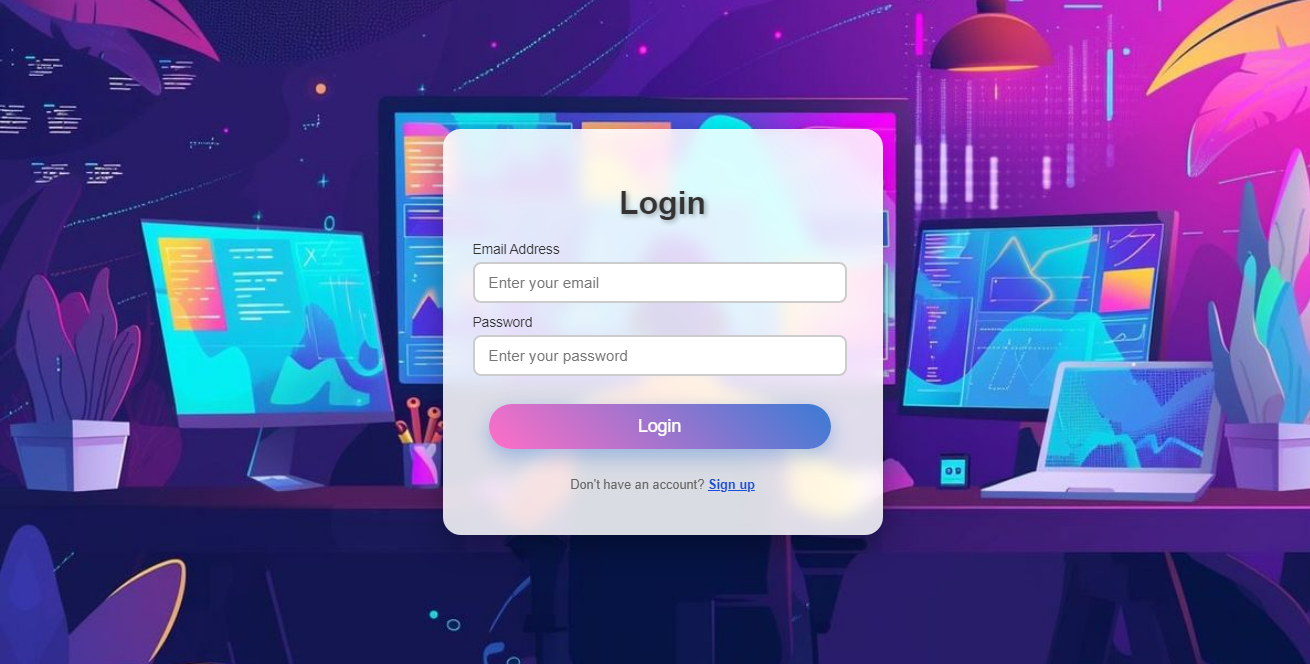 Login
Email Address
Enter your email
Password
Enter your password
Login
Don't have an account? Sign up